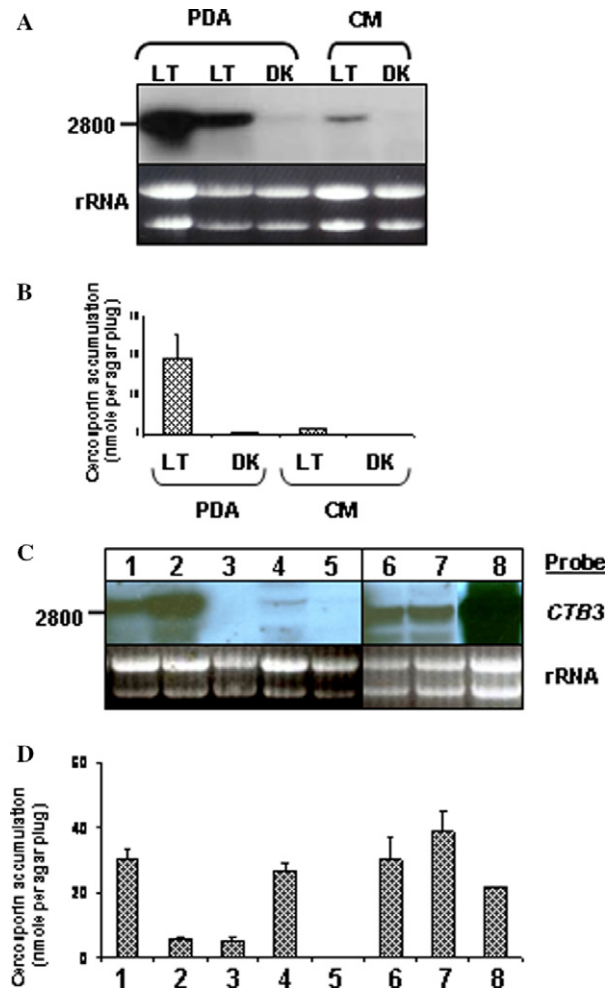 A
PDA CM
LT LT DK LT DK
2800
rRNA
B
Cercosporin accumulation
(nmole per agar plug)
LT DK LT DK
PDA CM
C
1 2 3 4 5 6 7 8 Probe
2800 CTB3
rRNA
D
Cercosporin accumulation
(nmole per agar plug)
60
40
20
0
1 2 3 4 5 6 7 8